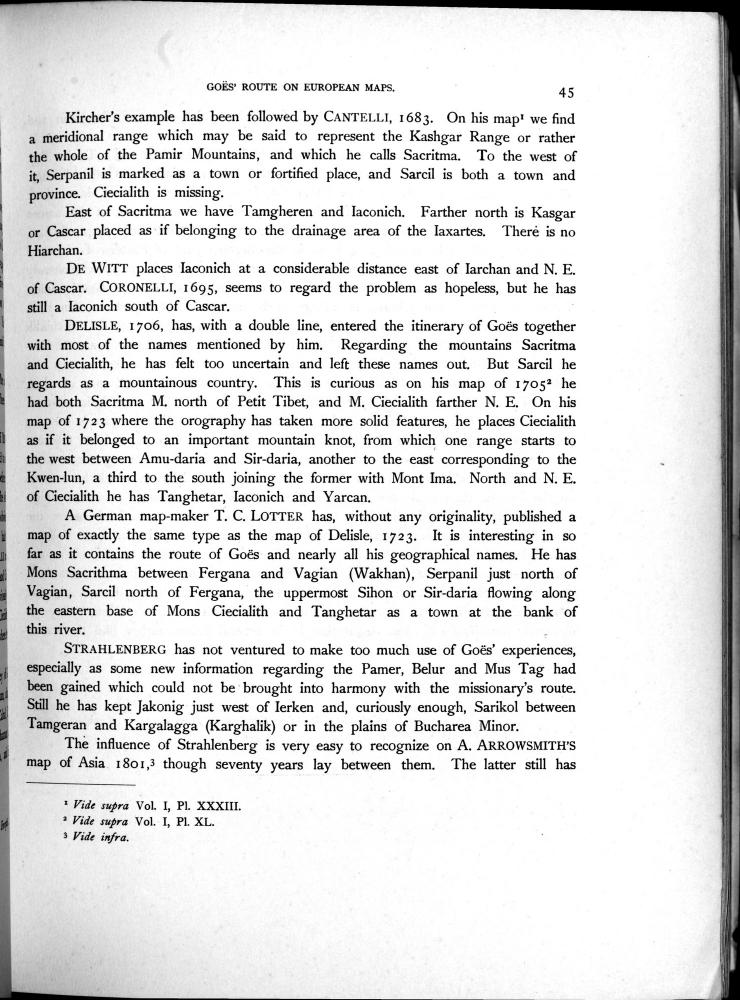 GOËS' ROUTE ON EUROPEAN MAPS.
45
Kircher's example has been followed by CANTELLI, 1683. On his map¹ we find
a meridional range which may be said to represent the Kashgar Range or rather
the whole of the Pamir Mountains, and which he calls Sacritma. To the west of
it, Serpanil is marked as a town or fortified place, and Sarcil is both a town and
province. Ciecialith is missing.
East of Sacritma we have Tamgheren and Iaconich. Farther north is Kasgar
or Cascar placed as if belonging to the drainage area of the Iaxartes. There is no
Hiarchan.
DE WITT places Iaconich at a considerable distance east of Iarchan and N. E.
of Cascar. CORONELLI, 1695, seems to regard the problem as hopeless, but he has
still a Iaconich south of Cascar.
DELISLE, 1706, has, with a double line, entered the itinerary of Goës together
with most of the names mentioned by him. Regarding the mountains Sacritma
and Ciecialith, he has felt too uncertain and left these names out. But Sarcil he
regards as a mountainous country. This is curious as on his map of 1705² he
had both Sacritma M. north of Petit Tibet, and M. Ciecialith farther N. E. On his
map of 1723 where the orography has taken more solid features, he places Ciecialith
as if it belonged to an important mountain knot, from which one range starts to
the west between Amu-daria and Sir-daria, another to the east corresponding to the
Kwen-lun, a third to the south joining the former with Mont Ima. North and N. E.
of Ciecialith he has Tanghetar, Iaconich and Yarcan.
A German map-maker T. C. LOTTER has, without any originality, published a
map of exactly the same type as the map of Delisle, 1723. It is interesting in so
far as it contains the route of Goës and nearly all his geographical names. He has
Mons Sacrithma between Fergana and Vagian (Wakhan), Serpanil just north of
Vagian, Sarcil north of Fergana, the uppermost Sihon or Sir-daria flowing along
the eastern base of Mons Ciecialith and Tanghetar as a town at the bank of
this river.
STRAHLENBERG has not ventured to make too much use of Goës' experiences,
especially as some new information regarding the Pamer, Belur and Mus Tag had
been gained which could not be brought into harmony with the missionary's route.
Still he has kept Jakonig just west of Ierken and, curiously enough, Sarikol between
Tamgeran and Kargalagga (Karghalik) or in the plains of Bucharea Minor.
The influence of Strahlenberg is very easy to recognize on A. ARROWSMITH'S
map of Asia 1801,³ though seventy years lay between them. The latter still has
¹ Vide supra Vol. I, Pl. XXXIII.
² Vide supra Vol. I, Pl. XL.
³ Vide infra.